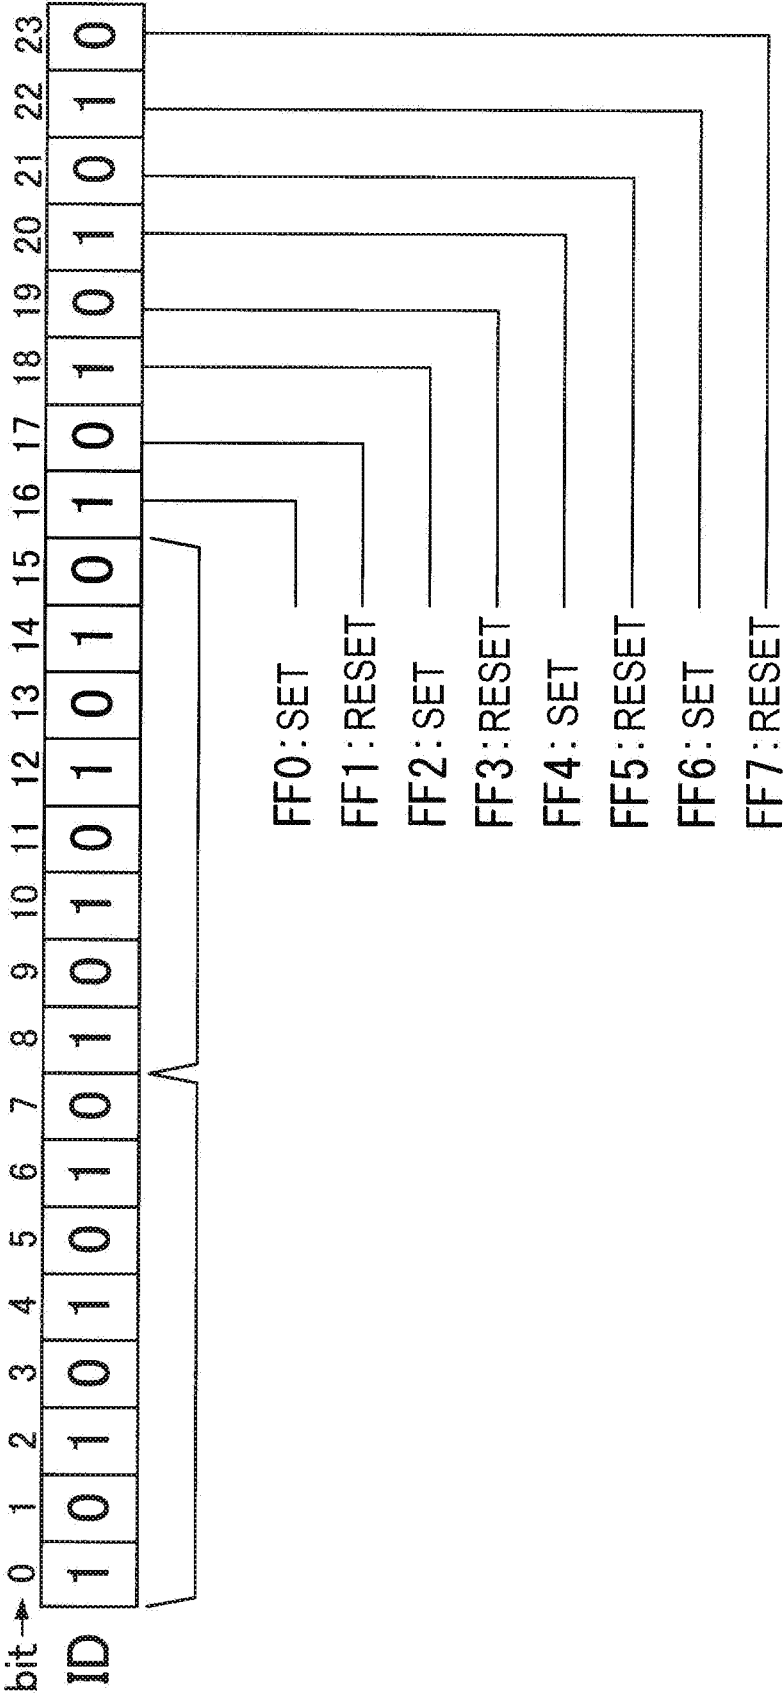 bit→ 0 1 2 3 4 5 6 7 8 9 10 11 12 13 14 15 16 17 18 19 20 21 22 23
ID 1 0 1 0 1 0 1 0 1 0 1 0 1 0 1 0 1 0 1 0 1 0 1 0
FF0:SET
FF1:RESET
FF2:SET
FF3:RESET
FF4:SET
FF5:RESET
FF6:SET
FF7:RESET